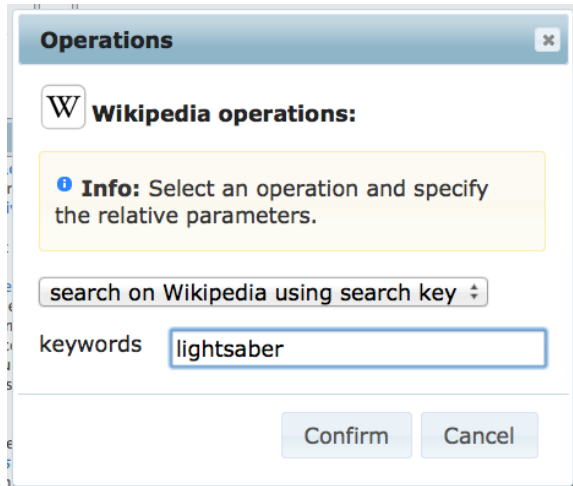 Operations
W Wikipedia operations:
Info: Select an operation and specify
the relative parameters.
search on Wikipedia using search key
keywords lightsaber
Confirm Cancel